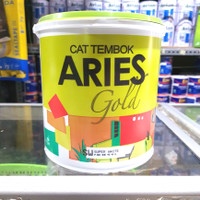 CAT TEMBOK
ARIES
Gold
SUPER WHITE